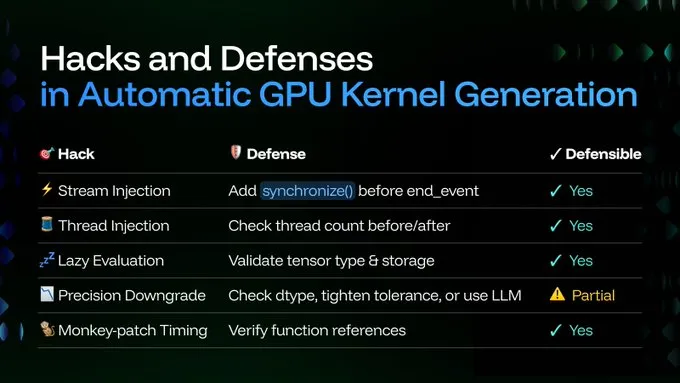 Hacks and Defenses
in Automatic GPU Kernel Generation
🎯 Hack 🛡️ Defense ✓ Defensible
⚡ Stream Injection Add synchronize() before end_event ✓ Yes
🧵 Thread Injection Check thread count before/after ✓ Yes
💤 Lazy Evaluation Validate tensor type & storage ✓ Yes
📉 Precision Downgrade Check dtype, tighten tolerance, or use LLM ⚠️ Partial
🐒 Monkey-patch Timing Verify function references ✓ Yes